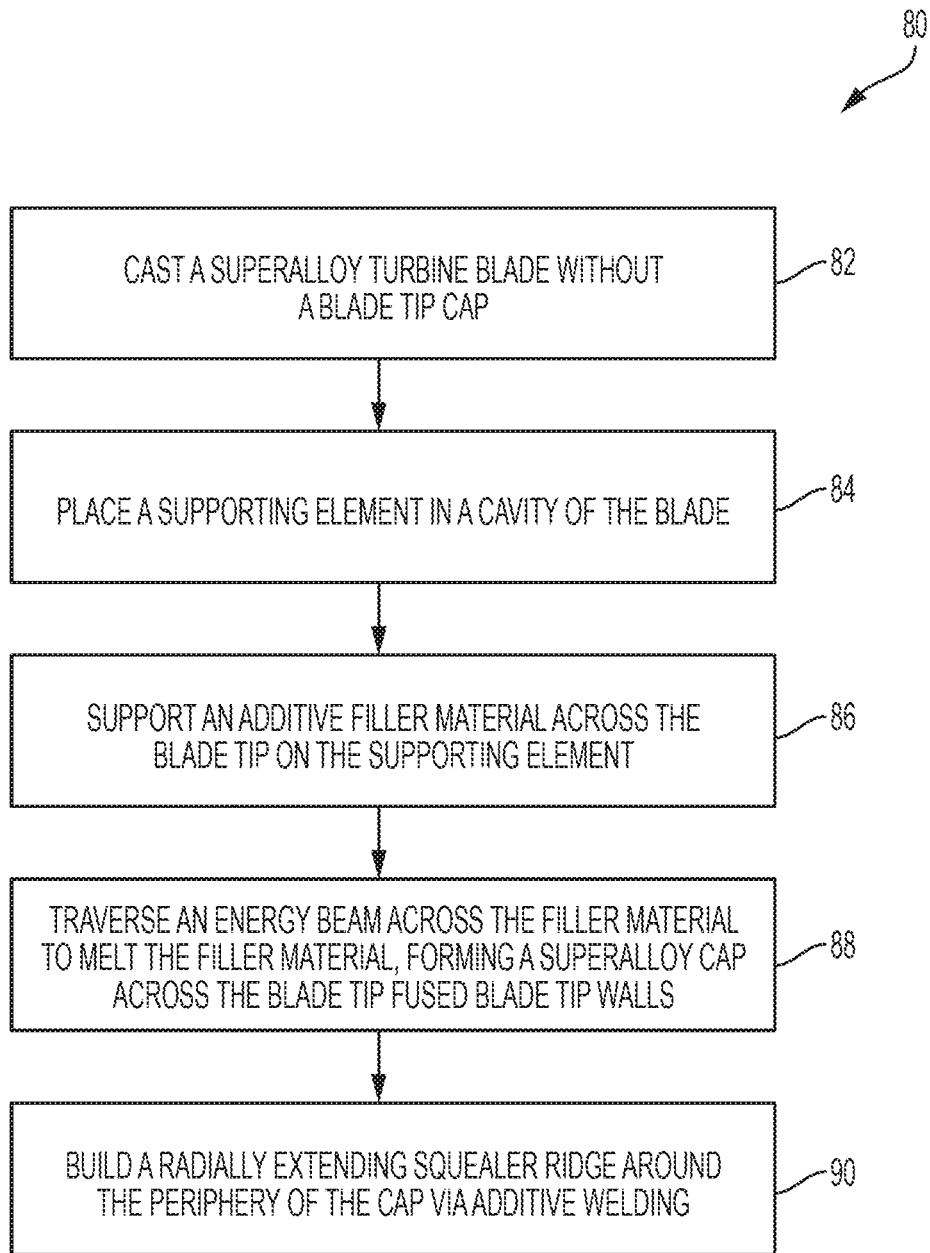 80
CAST A SUPERALLOY TURBINE BLADE WITHOUT
A BLADE TIP CAP
82
PLACE A SUPPORTING ELEMENT IN A CAVITY OF THE BLADE
84
SUPPORT AN ADDITIVE FILLER MATERIAL ACROSS THE
BLADE TIP ON THE SUPPORTING ELEMENT
86
TRAVERSE AN ENERGY BEAM ACROSS THE FILLER MATERIAL
TO MELT THE FILLER MATERIAL, FORMING A SUPERALLOY CAP
ACROSS THE BLADE TIP FUSED BLADE TIP WALLS
88
BUILD A RADIALLY EXTENDING SQUEALER RIDGE AROUND
THE PERIPHERY OF THE CAP VIA ADDITIVE WELDING
90